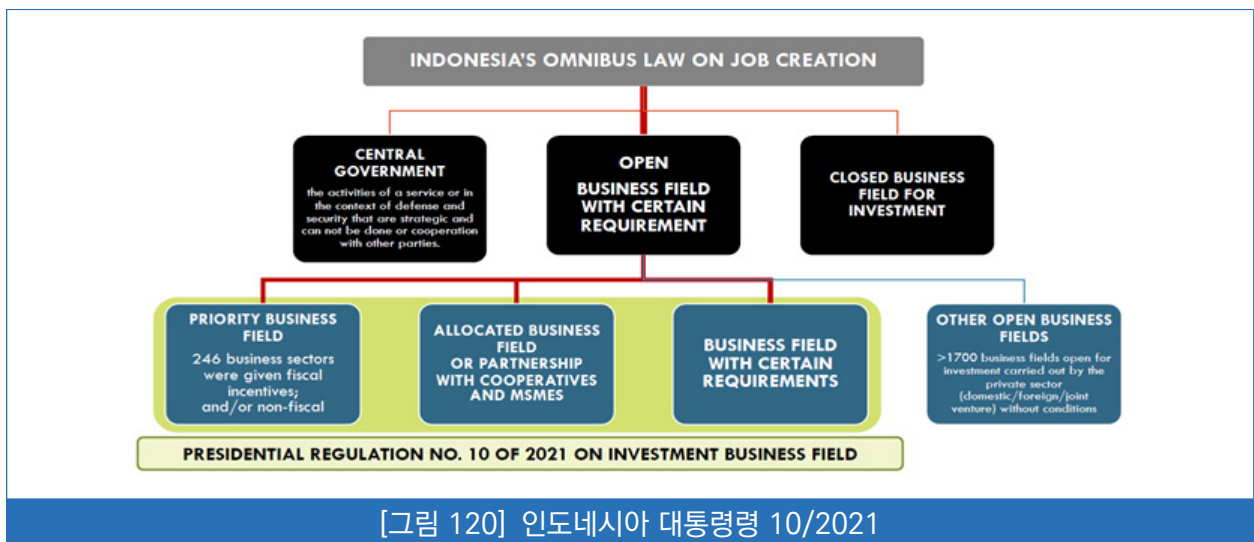 INDONESIA'S OMNIBUS LAW ON JOB CREATION
CENTRAL
GOVERNMENT
the activities of a service or in
the context of defense and
security that are strategic and
can not be done or cooperation
with other parties.
OPEN
BUSINESS FIELD
WITH CERTAIN
REQUIREMENT
CLOSED BUSINESS
FIELD FOR
INVESTMENT
PRIORITY BUSINESS
FIELD
246 business sectors
were given fiscal
incentives;
and/or non-fiscal
ALLOCATED BUSINESS
FIELD
OR PARTNERSHIP
WITH COOPERATIVES
AND MSMES
BUSINESS FIELD
WITH CERTAIN
REQUIREMENTS
OTHER OPEN BUSINESS
FIELDS
>1700 business fields open for
investment carried out by the
private sector
(domestic/foreign/joint
venture) without conditions
PRESIDENTIAL REGULATION NO. 10 OF 2021 ON INVESTMENT BUSINESS FIELD
[그림 120] 인도네시아 대통령령 10/2021